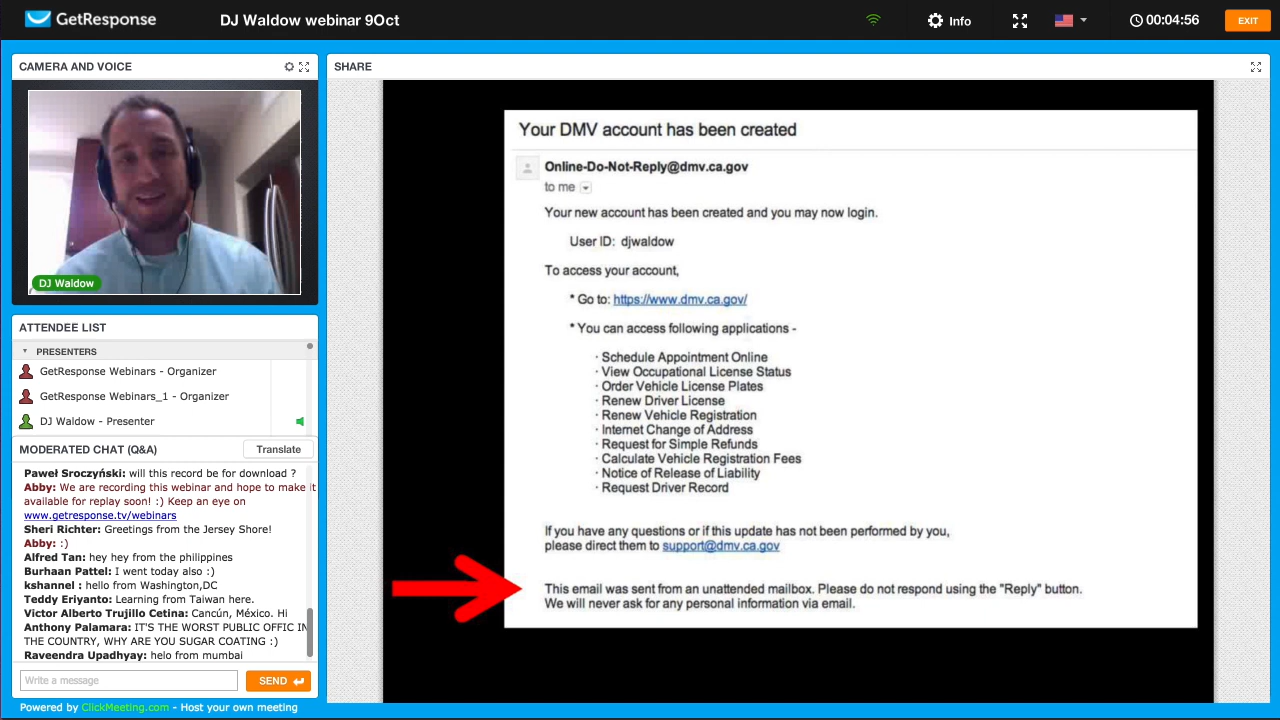 GetResponse
DJ Waldow webinar 9Oct
Info
00:04:56
EXIT
CAMERA AND VOICE
DJ Waldow
ATTENDEE LIST
PRESENTERS
GetResponse Webinars - Organizer
GetResponse Webinars_1 - Organizer
DJ Waldow - Presenter
MODERATED CHAT (Q&A)
Translate
Paweł Sroczyński: will this record be for download ?
Abby: We are recording this webinar and hope to make it
available for replay soon! :) Keep an eye on
www.getresponse.tv/webinars
Sheri Richter: Greetings from the Jersey Shore!
Abby: :)
Alfred Tan: hey hey from the philippines
Burhaan Pattel: I went today also :)
kshannel : hello from Washington,DC
Teddy Eriyanto: Learning from Taiwan here.
Victor Alberto Trujillo Cetina: Cancún, México. Hi
Anthony Palamara: IT'S THE WORST PUBLIC OFFIC IN
THE COUNTRY, WHY ARE YOU SUGAR COATING :)
Raveendra Upadhyay: helo from mumbai
Write a message
SEND
Powered by ClickMeeting.com - Host your own meeting
SHARE
Your DMV account has been created
Online-Do-Not-Reply@dmv.ca.gov
to me
Your new account has been created and you may now login.
User ID: djwaldow
To access your account,
* Go to: https://www.dmv.ca.gov/
* You can access following applications -
· Schedule Appointment Online
· View Occupational License Status
· Order Vehicle License Plates
· Renew Driver License
· Renew Vehicle Registration
· Internet Change of Address
· Request for Simple Refunds
· Calculate Vehicle Registration Fees
· Notice of Release of Liability
· Request Driver Record
If you have any questions or if this update has not been performed by you,
please direct them to support@dmv.ca.gov
This email was sent from an unattended mailbox. Please do not respond using the "Reply" button.
We will never ask for any personal information via email.